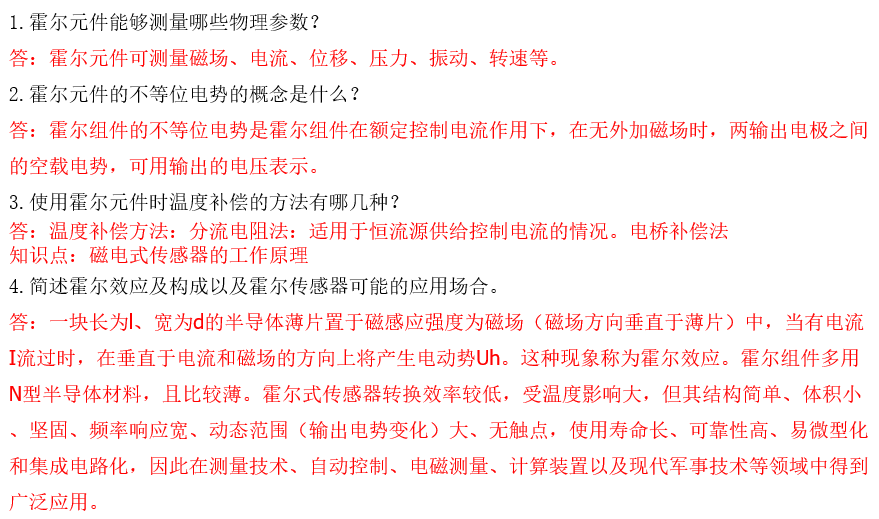 1.霍尔元件能够测量哪些物理参数？
答：霍尔元件可测量磁场、电流、位移、压力、振动、转速等。
2.霍尔元件的不等位电势的概念是什么？
答：霍尔组件的不等位电势是霍尔组件在额定控制电流作用下，在无外加磁场时，两输出电极之间
的空载电势，可用输出的电压表示。
3.使用霍尔元件时温度补偿的方法有哪几种？
答：温度补偿方法：分流电阻法：适用于恒流源供给控制电流的情况。电桥补偿法
知识点：磁电式传感器的工作原理
4.简述霍尔效应及构成以及霍尔传感器可能的应用场合。
答：一块长为l、宽为d的半导体薄片置于磁感应强度为磁场（磁场方向垂直于薄片）中，当有电流
I流过时，在垂直于电流和磁场的方向上将产生电动势Uh。这种现象称为霍尔效应。霍尔组件多用
N型半导体材料，且比较薄。霍尔式传感器转换效率较低，受温度影响大，但其结构简单、体积小
、坚固、频率响应宽、动态范围（输出电势变化）大、无触点，使用寿命长、可靠性高、易微型化
和集成电路化，因此在测量技术、自动控制、电磁测量、计算装置以及现代军事技术等领域中得到
广泛应用。